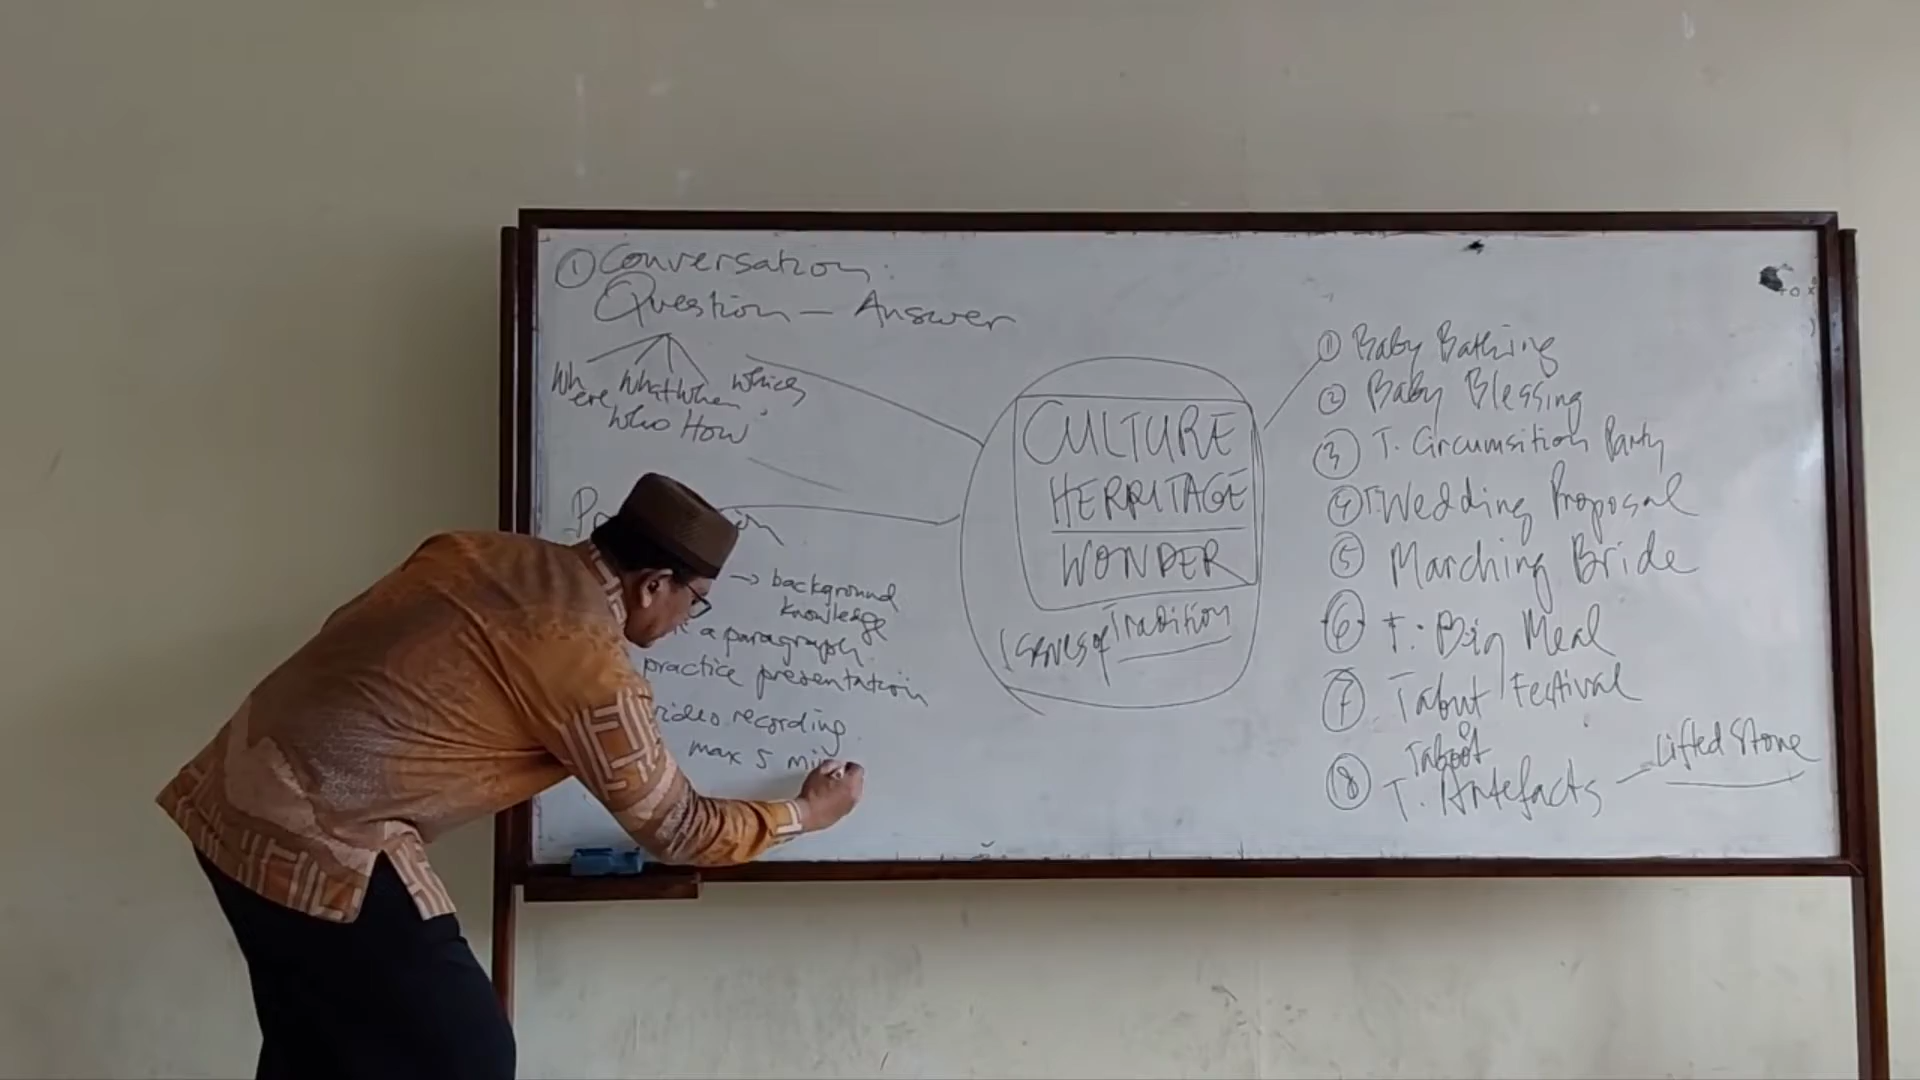 ① Conversation:
Question – Answer
Where What When Which
Who How
→ background
knowledge
a paragraph
practice presentation
video recording
max 5 min
CULTURE
HERRITAGE
WONDER
Issues of Tradition
① Baby Bathing
② Baby Blessing
③ T. Circumsition Party
④ T. Wedding Proposal
⑤ Marching Bride
⑥ T. Big Meal
⑦ Tabut Festival
Taboot
⑧ T. Artefacts – Lifted Stone